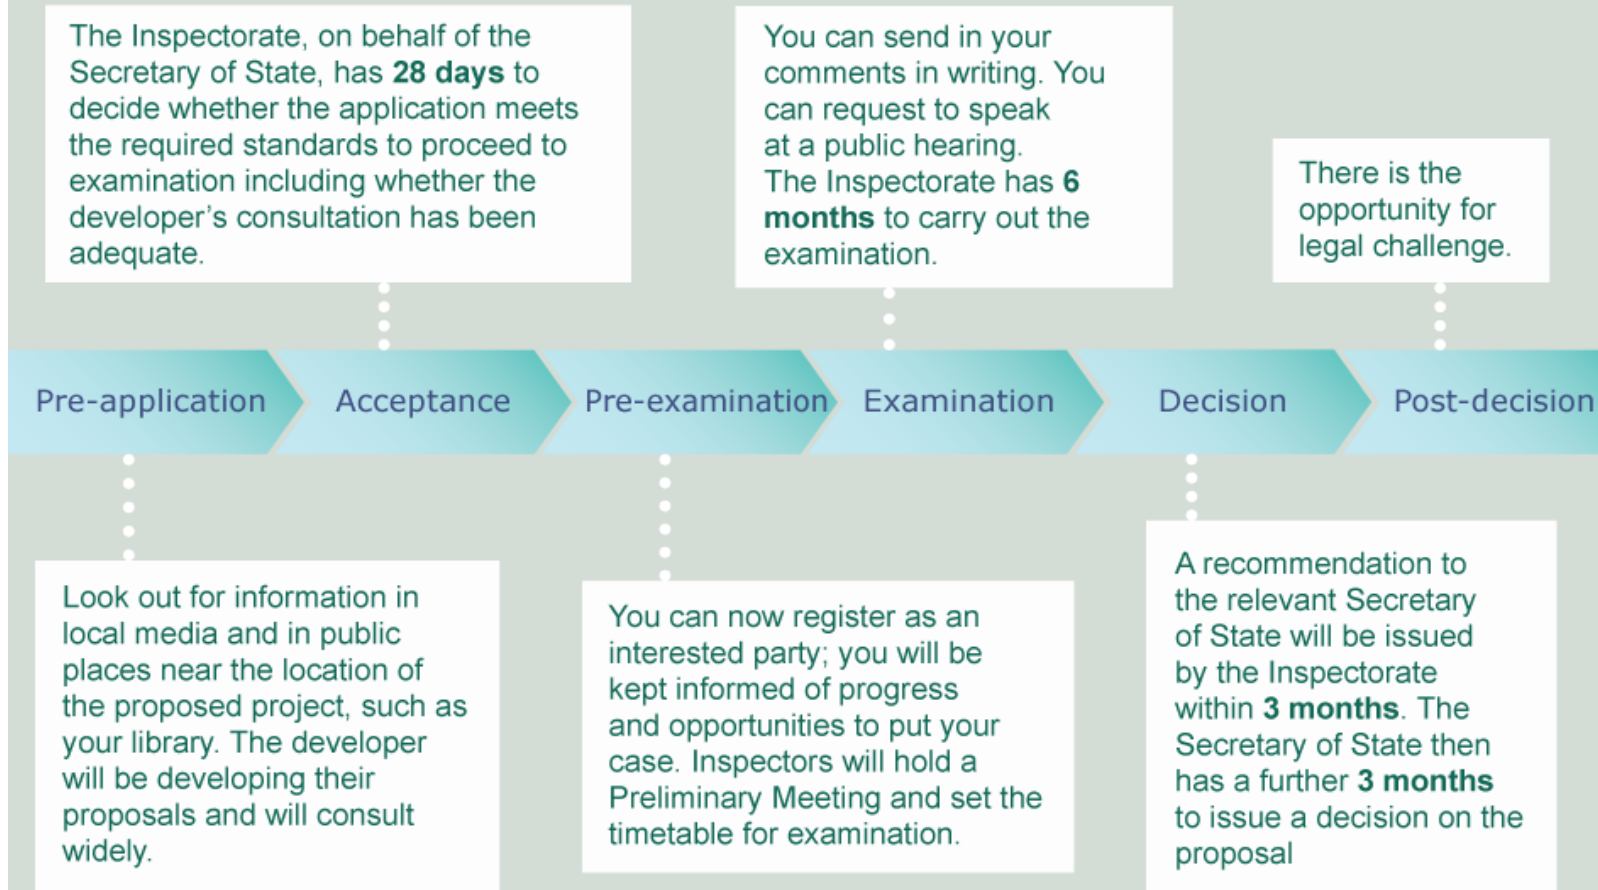 The Inspectorate, on behalf of the
Secretary of State, has 28 days to
decide whether the application meets
the required standards to proceed to
examination including whether the
developer’s consultation has been
adequate.
You can send in your
comments in writing. You
can request to speak
at a public hearing.
The Inspectorate has 6
months to carry out the
examination.
There is the
opportunity for
legal challenge.
Pre-application
Acceptance
Pre-examination
Examination
Decision
Post-decision
Look out for information in
local media and in public
places near the location of
the proposed project, such as
your library. The developer
will be developing their
proposals and will consult
widely.
You can now register as an
interested party; you will be
kept informed of progress
and opportunities to put your
case. Inspectors will hold a
Preliminary Meeting and set the
timetable for examination.
A recommendation to
the relevant Secretary
of State will be issued
by the Inspectorate
within 3 months. The
Secretary of State then
has a further 3 months
to issue a decision on the
proposal